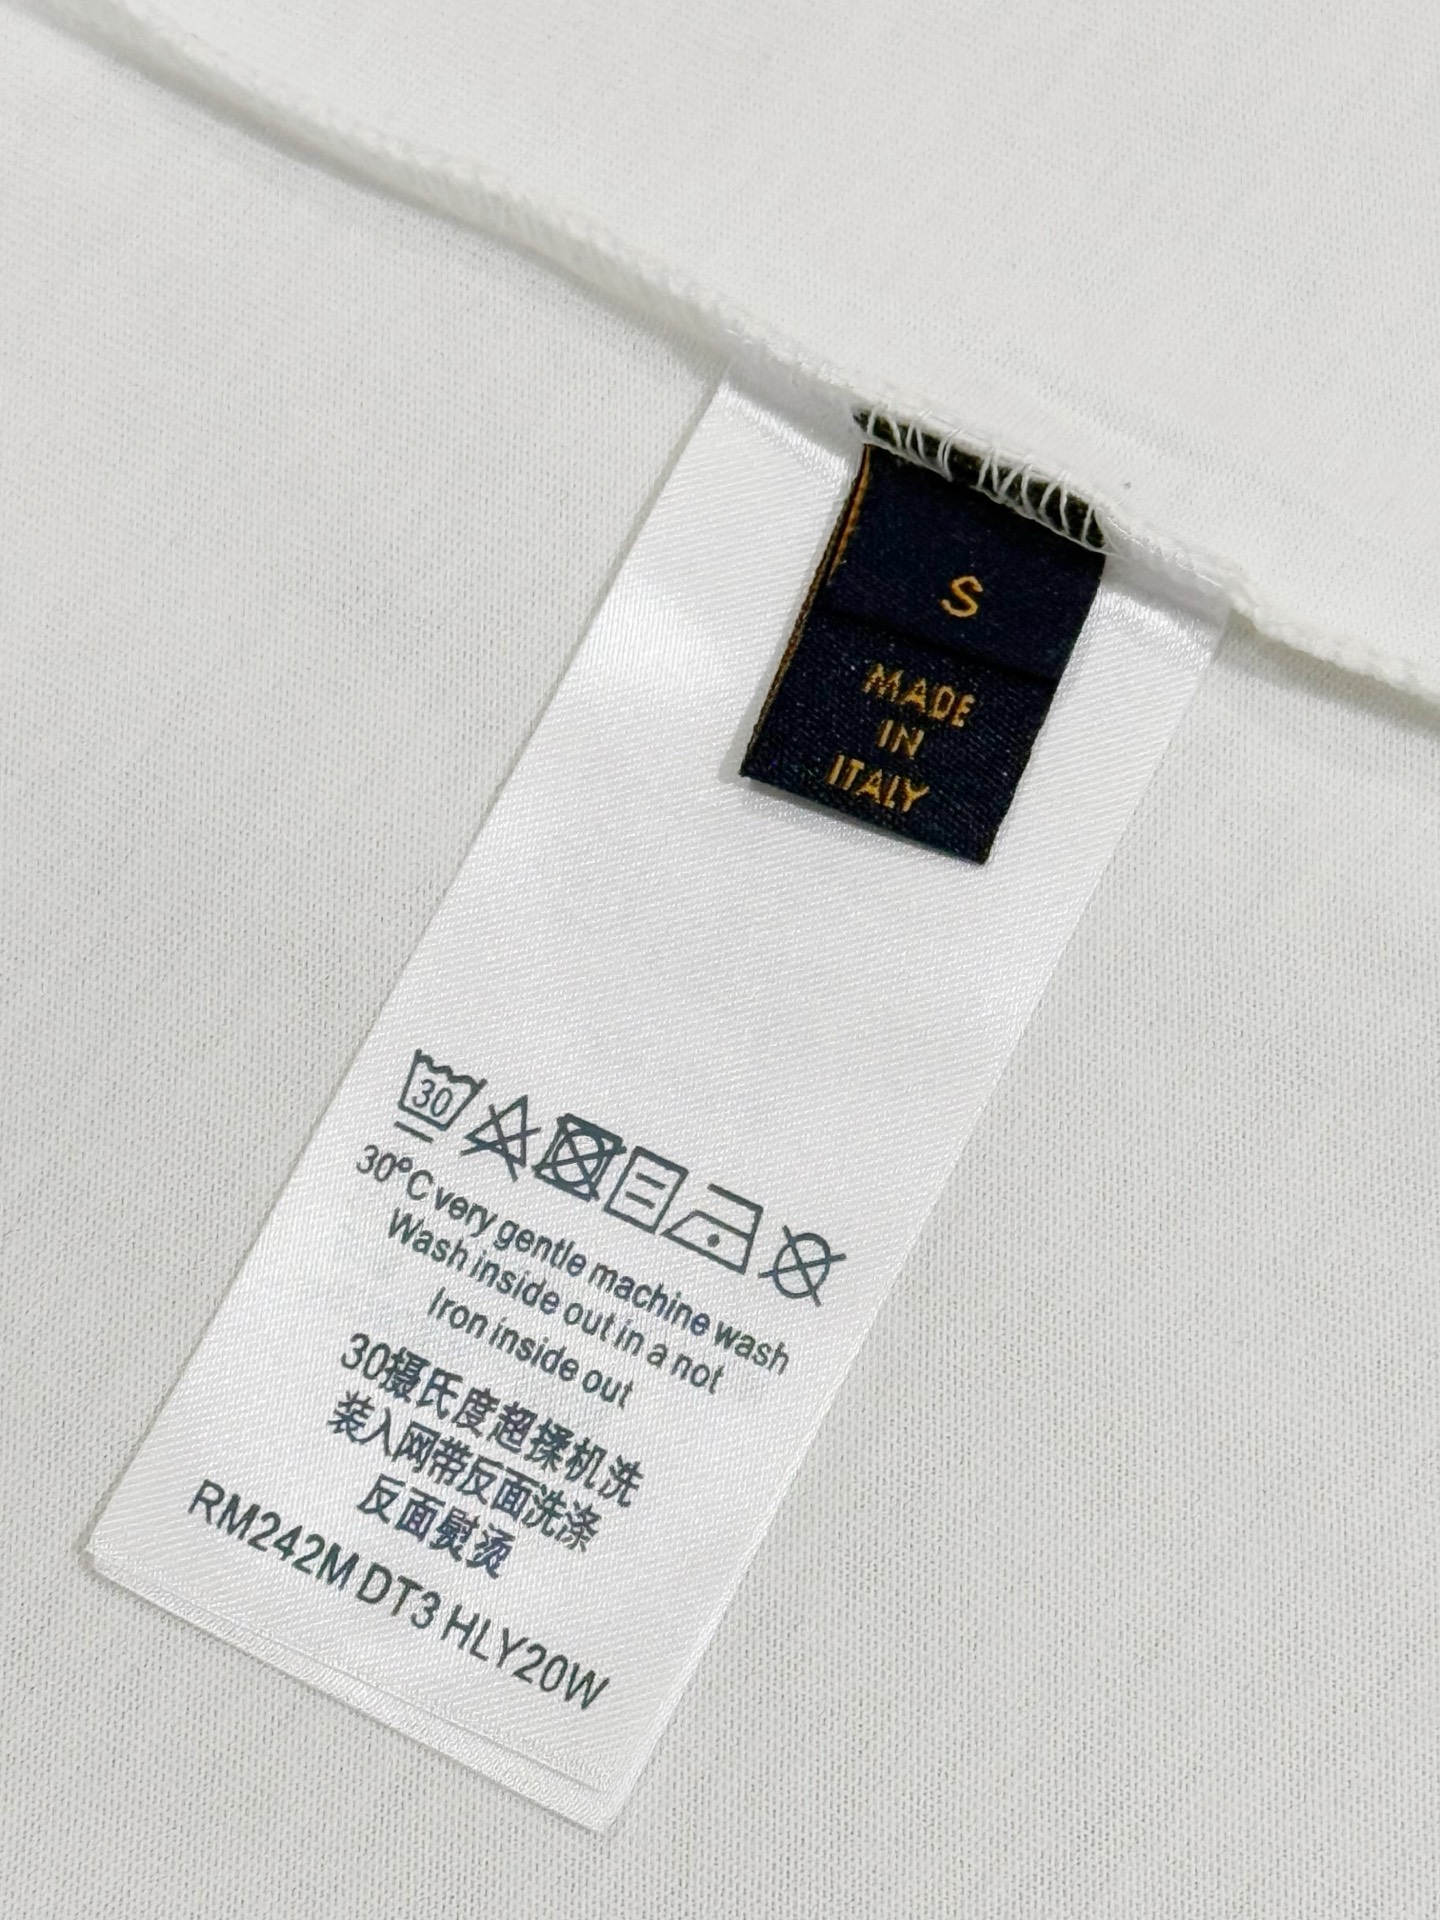 S
MADE
IN
ITALY
30
30°C very gentle machine wash
Wash inside out in a not
Iron inside out
30摄氏度超揉机洗
装入网带反面洗涤
反面熨烫
RM242M DT3 HLY20W